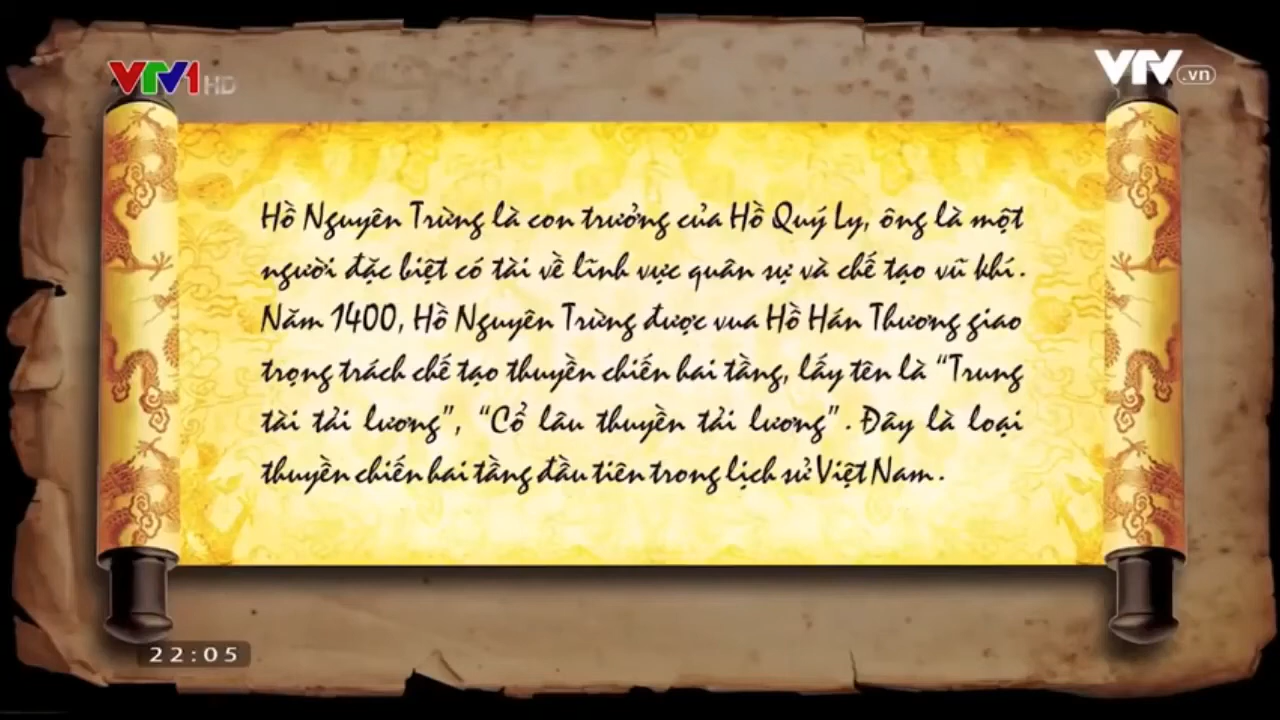 VTV1 HD
VTV.vn
Hồ Nguyên Trừng là con trưởng của Hồ Quý Ly, ông là một
người đặc biệt có tài về lĩnh vực quân sự và chế tạo vũ khí.
Năm 1400, Hồ Nguyên Trừng được vua Hồ Hán Thương giao
trọng trách chế tạo thuyền chiến hai tầng, lấy tên là “Trung
tài tải lương”, “Cổ lâu thuyền tải lương”. Đây là loại
thuyền chiến hai tầng đầu tiên trong lịch sử Việt Nam.
22:05